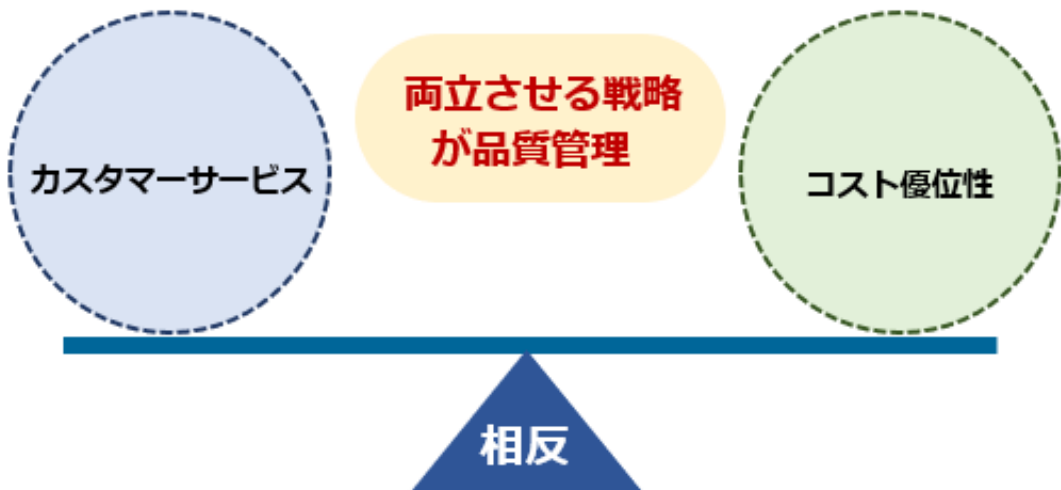 両立させる戦略
が品質管理
カスタマーサービス
コスト優位性
相反